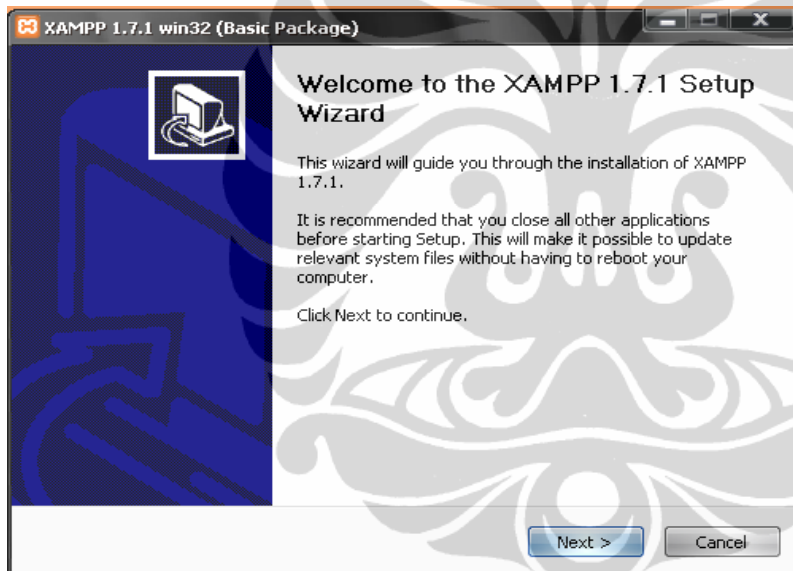 XAMPP 1.7.1 win32 (Basic Package)
Welcome to the XAMPP 1.7.1 Setup
Wizard
This wizard will guide you through the installation of XAMPP
1.7.1.
It is recommended that you close all other applications
before starting Setup. This will make it possible to update
relevant system files without having to reboot your
computer.
Click Next to continue.
Next >
Cancel